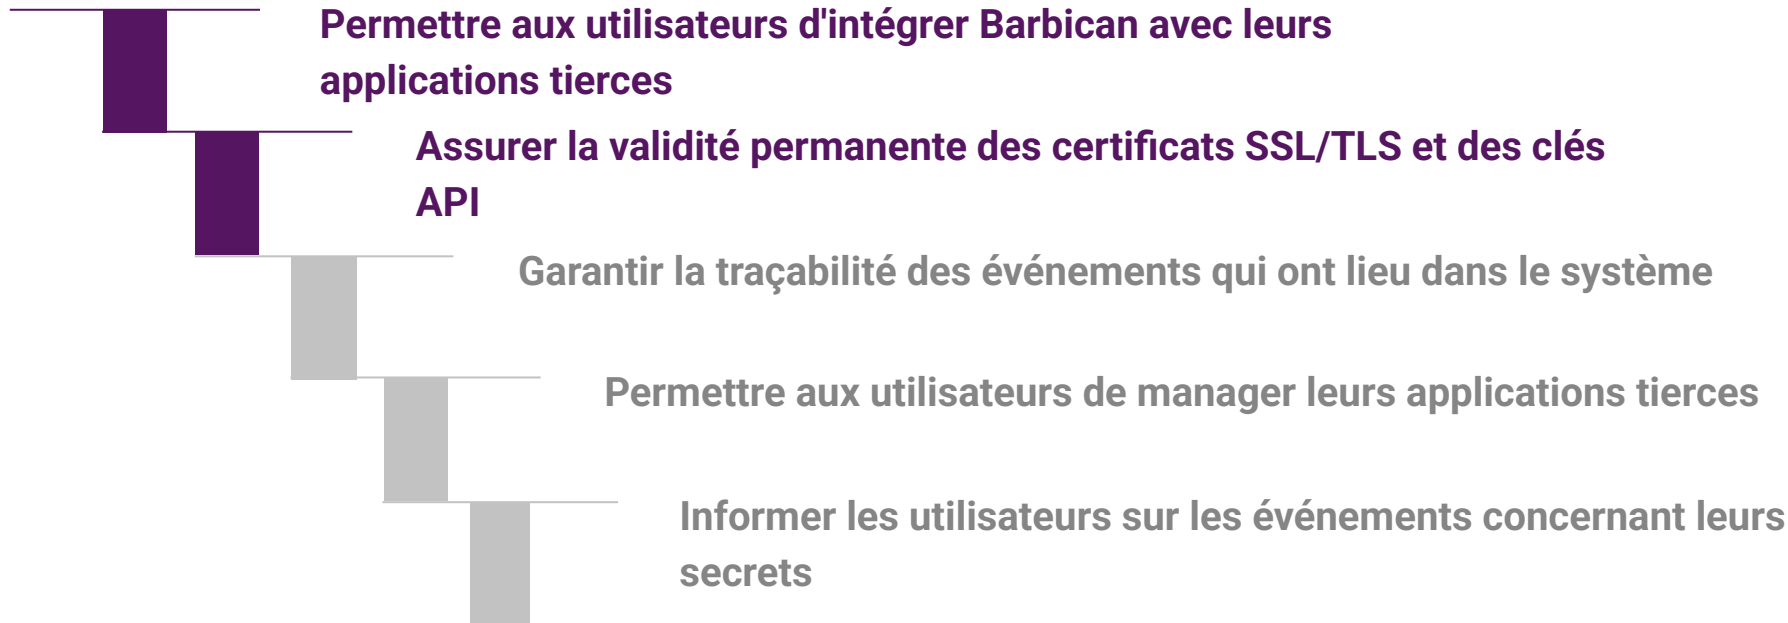 Permettre aux utilisateurs d'intégrer Barbican avec leurs
applications tierces
Assurer la validité permanente des certificats SSL/TLS et des clés
API
Garantir la traçabilité des événements qui ont lieu dans le système
Permettre aux utilisateurs de manager leurs applications tierces
Informer les utilisateurs sur les événements concernant leurs
secrets